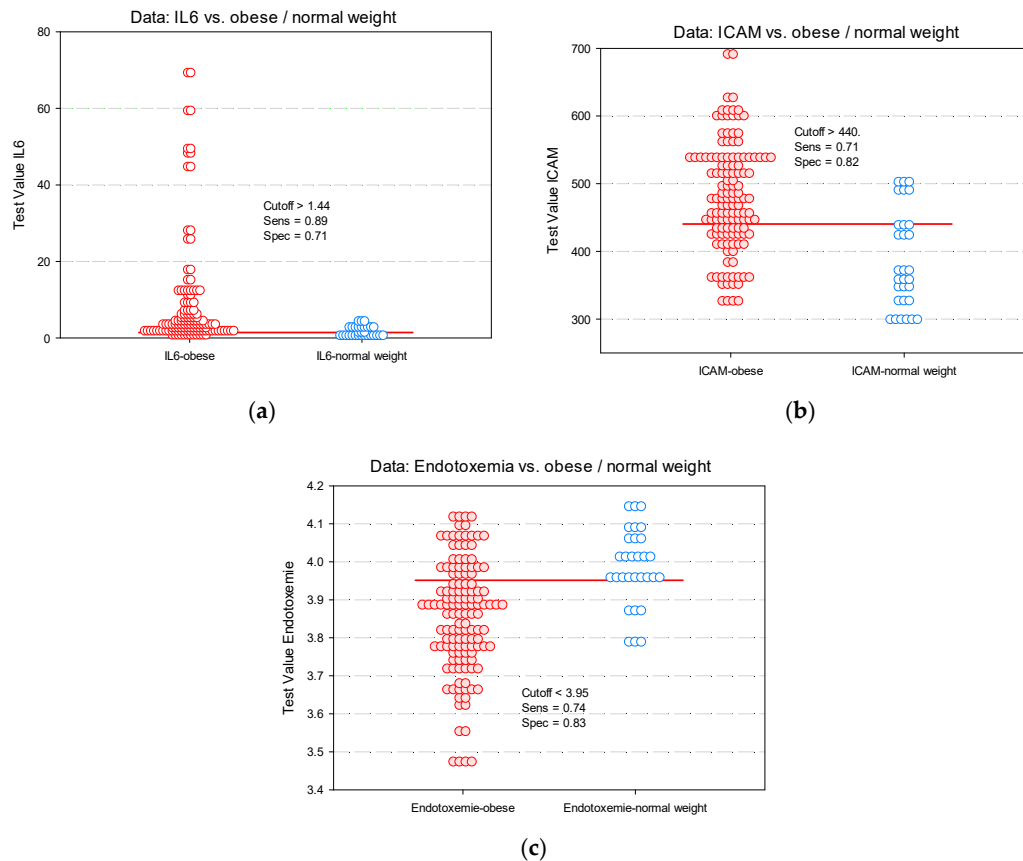 Data: IL6 vs. obese / normal weight
80
60
40
20
0
Test Value IL6
Cutoff > 1.44
Sens = 0.89
Spec = 0.71
IL6-obese
IL6-normal weight
(a)
Data: ICAM vs. obese / normal weight
700
600
500
400
300
Test Value ICAM
Cutoff > 440.
Sens = 0.71
Spec = 0.82
ICAM-obese
ICAM-normal weight
(b)
Data: Endotoxemia vs. obese / normal weight
4.2
4.1
4.0
3.9
3.8
3.7
3.6
3.5
3.4
Test Value Endotoxemie
Cutoff < 3.95
Sens = 0.74
Spec = 0.83
Endotoxemie-obese
Endotoxemie-normal weight
(c)